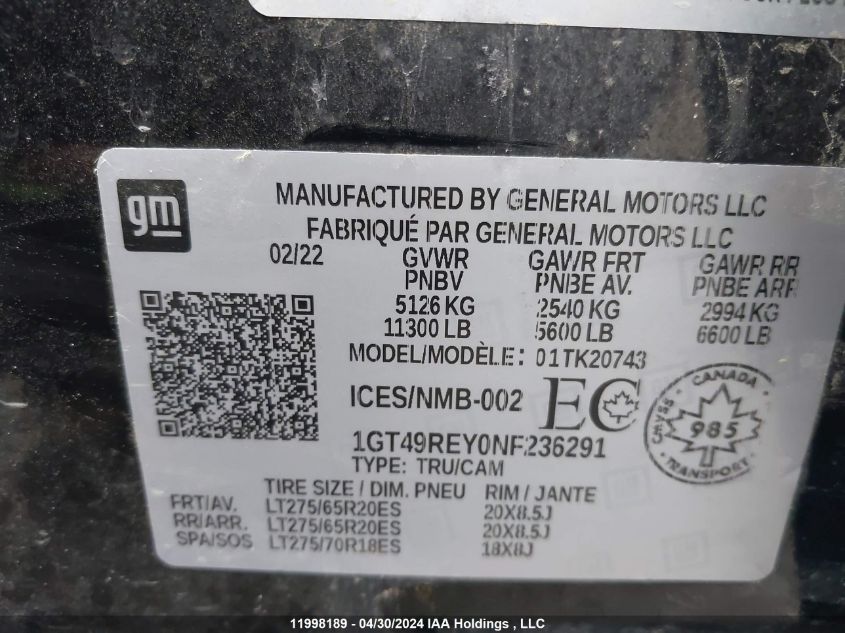 gm
MANUFACTURED BY GENERAL MOTORS LLC
FABRIQUÉ PAR GENERAL MOTORS LLC
02/22 GVWR GAWR FRT GAWR RR
PNBV PNBE AV. PNBE ARR
5126 KG 2540 KG 2994 KG
11300 LB 5600 LB 6600 LB
MODEL/MODÈLE: 01TK20743
ICES/NMB-002 EC
CANADA
CMVSS 985
TRANSPORT
1GT49REY0NF236291
TYPE: TRU/CAM
TIRE SIZE / DIM. PNEU RIM / JANTE
FRT/AV. LT275/65R20ES 20X8.5J
RR/ARR. LT275/65R20ES 20X8.5J
SPA/SOS LT275/70R18ES 18X8J
11998189 - 04/30/2024 IAA Holdings , LLC